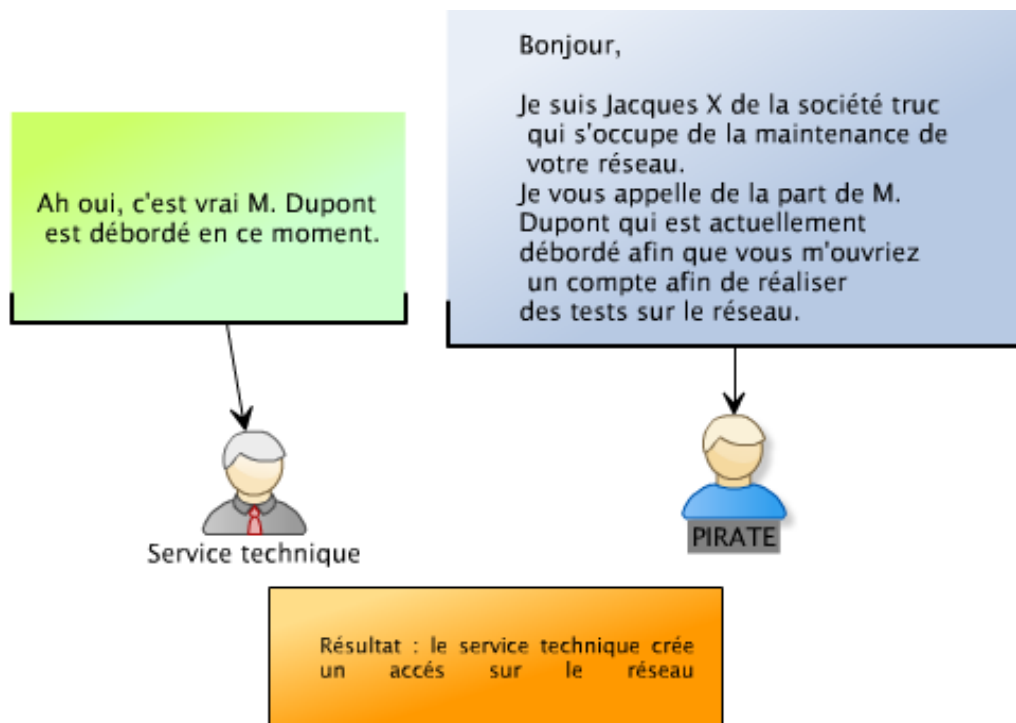 Bonjour,
Je suis Jacques X de la société truc
qui s'occupe de la maintenance de
votre réseau.
Je vous appelle de la part de M.
Dupont qui est actuellement
débordé afin que vous m'ouvriez
un compte afin de réaliser
des tests sur le réseau.
Ah oui, c'est vrai M. Dupont
est débordé en ce moment.
Service technique
PIRATE
Résultat : le service technique crée
un accés sur le réseau